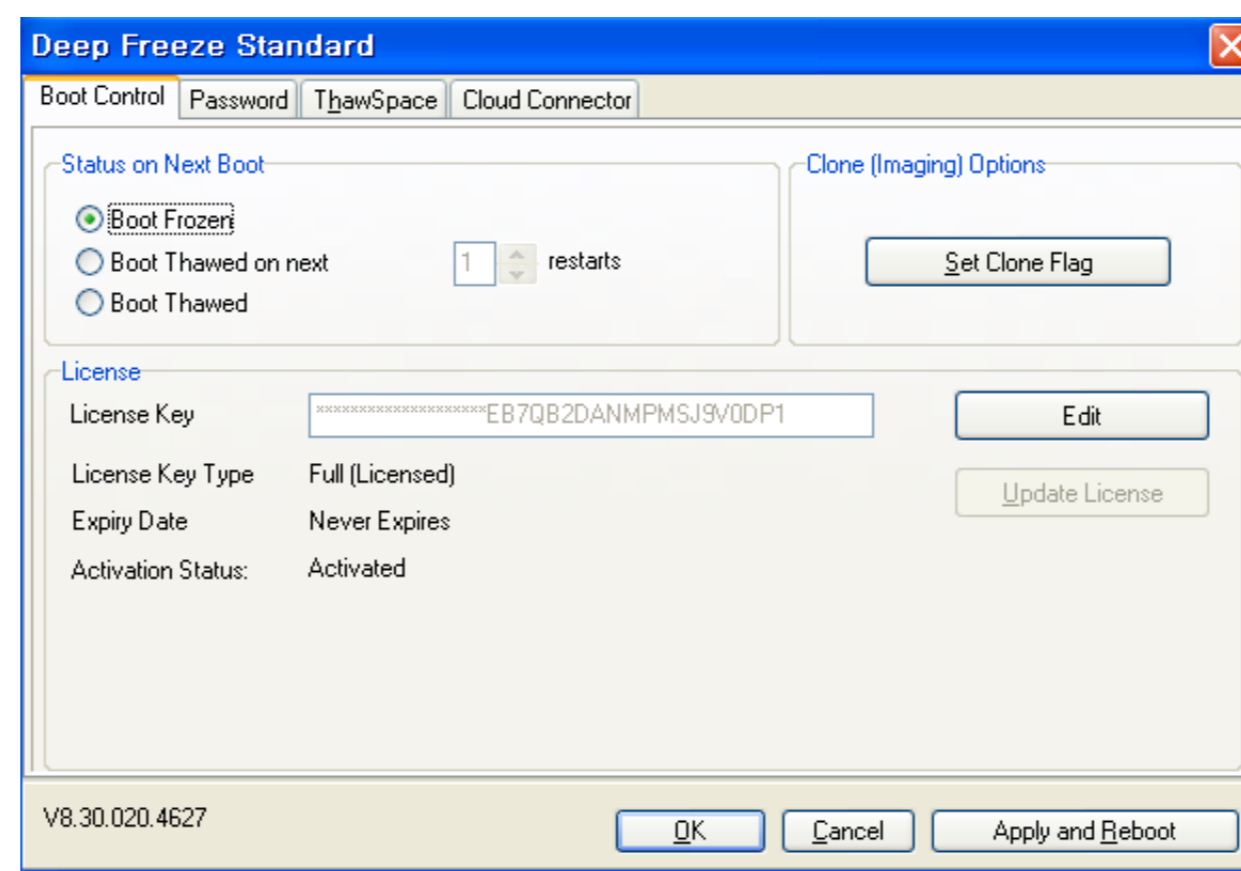 Deep Freeze Standard
Boot Control Password ThawSpace Cloud Connector
Status on Next Boot
Boot Frozen
Boot Thawed on next 1 restarts
Boot Thawed
Clone (Imaging) Options
Set Clone Flag
License
License Key ********************EB7QB2DANMPMSJ9V0DP1 Edit
License Key Type Full (Licensed) Update License
Expiry Date Never Expires
Activation Status: Activated
V8.30.020.4627 OK Cancel Apply and Reboot